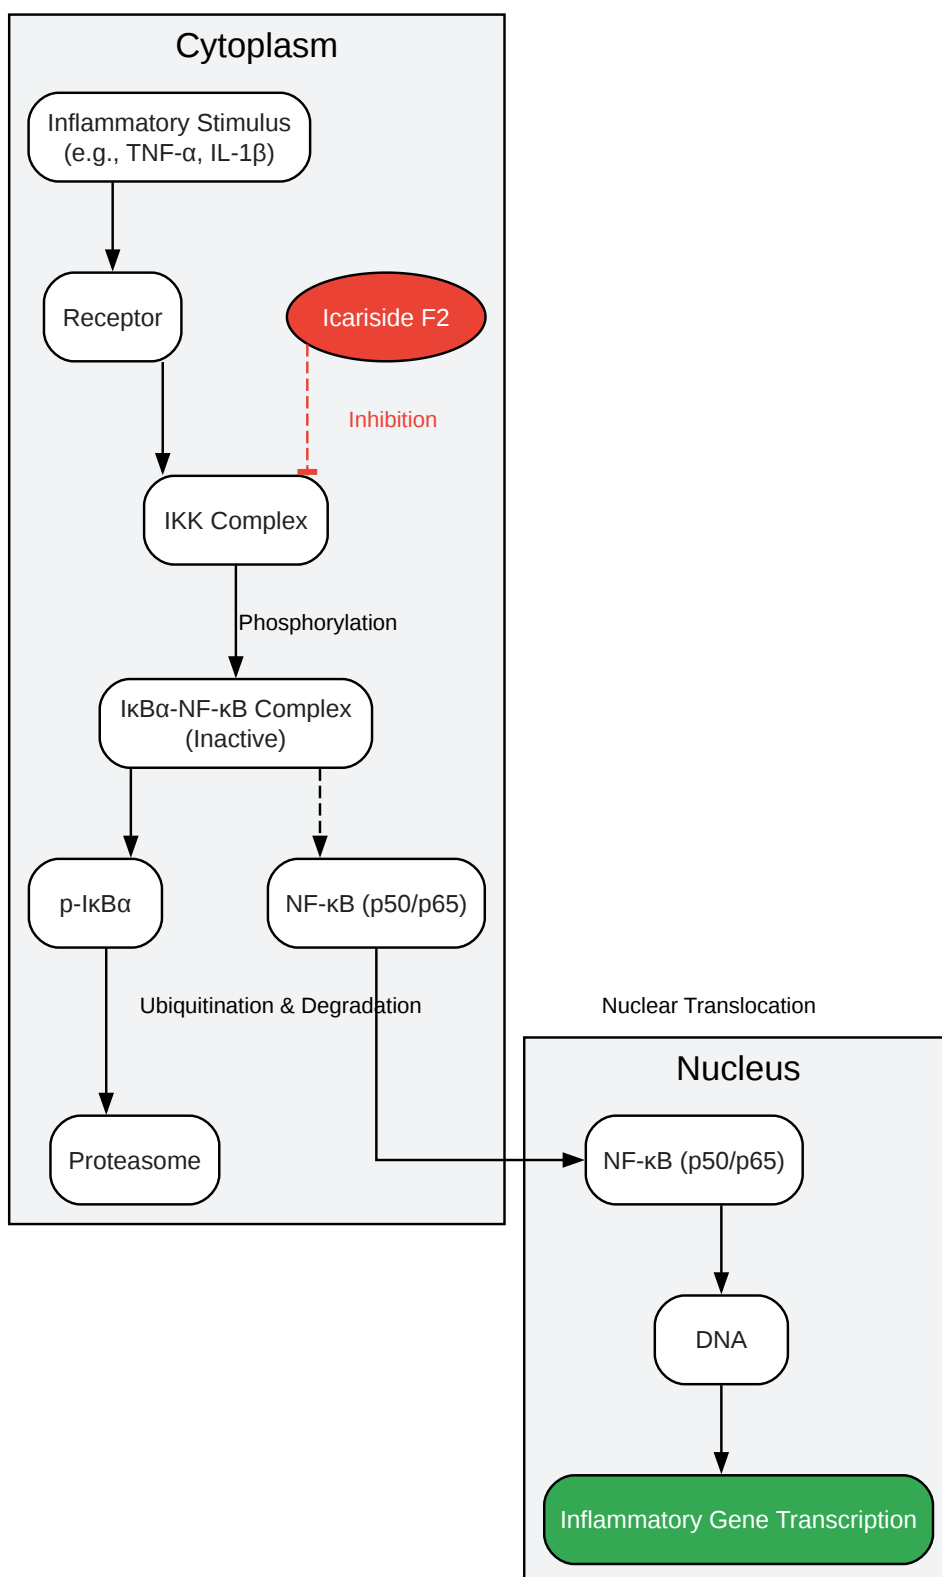 Cytoplasm
Inflammatory Stimulus
(e.g., TNF-α, IL-1β)
Receptor
Icariside F2
Inhibition
IKK Complex
Phosphorylation
IκBα-NF-κB Complex
(Inactive)
p-IκBα
NF-κB (p50/p65)
Ubiquitination & Degradation
Nuclear Translocation
Nucleus
Proteasome
NF-κB (p50/p65)
DNA
Inflammatory Gene Transcription